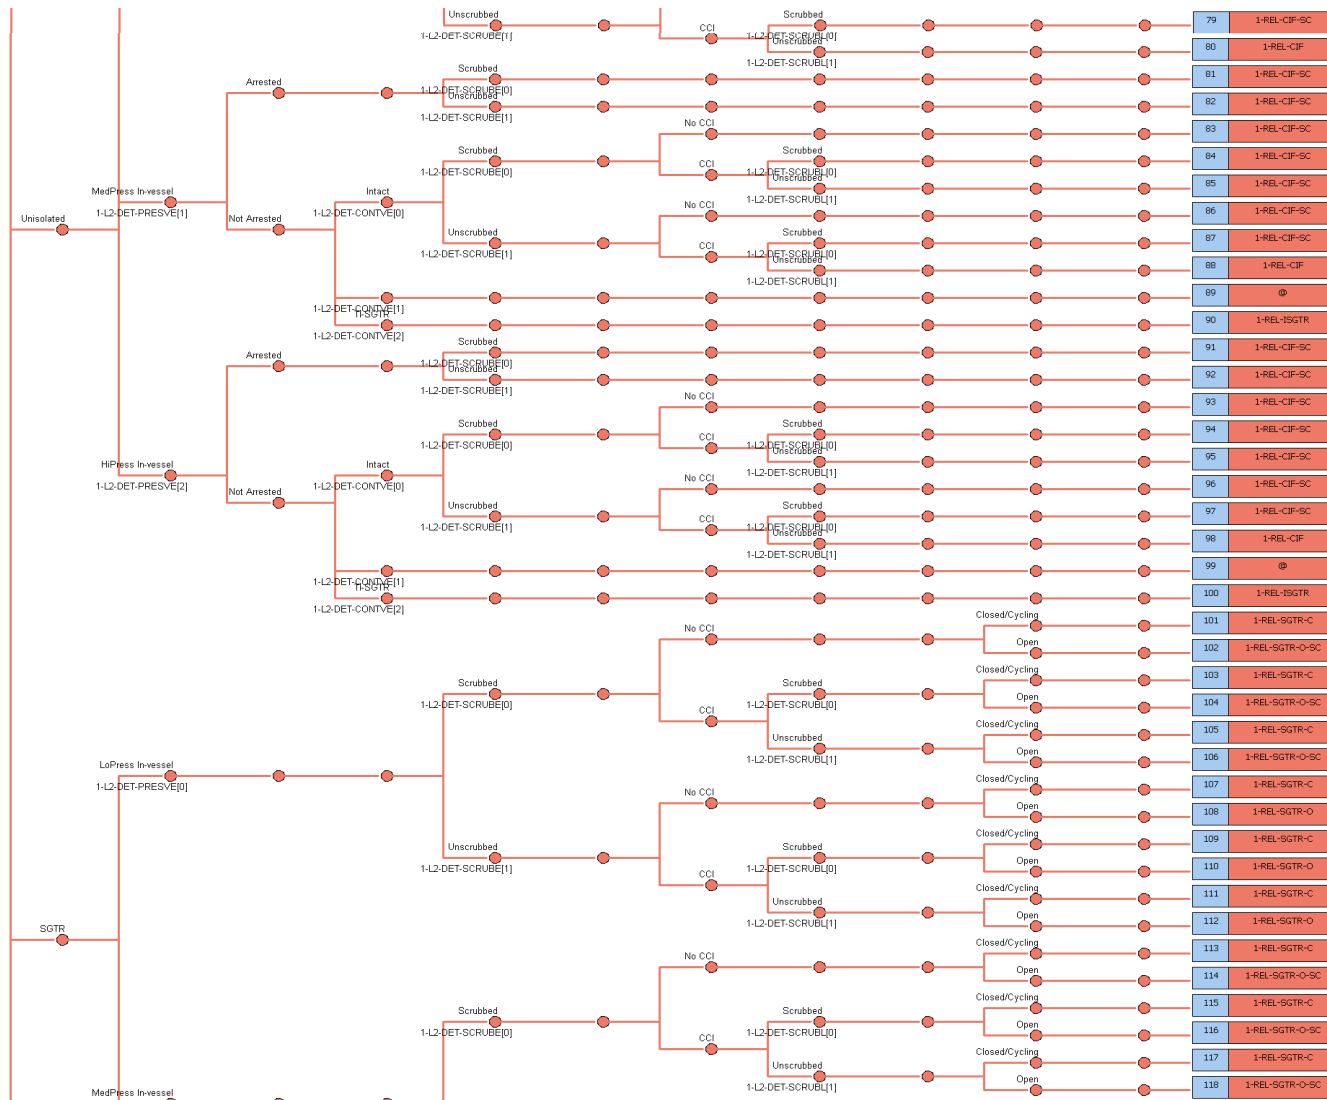 Unscrubbed
1-L2-DET-SCRUBE[1]
CCI
Scrubbed
1-L2-DET-SCRUBL[0]
79 1-REL-CIF-SC
Unscrubbed
1-L2-DET-SCRUBL[1]
80 1-REL-CIF
Arrested
Scrubbed
1-L2-DET-SCRUBE[0]
81 1-REL-CIF-SC
Unscrubbed
1-L2-DET-SCRUBE[1]
82 1-REL-CIF-SC
No CCI
83 1-REL-CIF-SC
Scrubbed
1-L2-DET-SCRUBE[0]
CCI
Scrubbed
1-L2-DET-SCRUBL[0]
84 1-REL-CIF-SC
Unscrubbed
1-L2-DET-SCRUBL[1]
85 1-REL-CIF-SC
Unisolated
MedPress In-vessel
1-L2-DET-PRESVE[1]
Not Arrested
Intact
1-L2-DET-CONTVE[0]
No CCI
86 1-REL-CIF-SC
Unscrubbed
1-L2-DET-SCRUBE[1]
CCI
Scrubbed
1-L2-DET-SCRUBL[0]
87 1-REL-CIF-SC
Unscrubbed
1-L2-DET-SCRUBL[1]
88 1-REL-CIF
1-L2-DET-CONTVE[1]
89 @
TI-SGTR
1-L2-DET-CONTVE[2]
90 1-REL-ISGTR
Arrested
Scrubbed
1-L2-DET-SCRUBE[0]
91 1-REL-CIF-SC
Unscrubbed
1-L2-DET-SCRUBE[1]
92 1-REL-CIF-SC
No CCI
93 1-REL-CIF-SC
Scrubbed
1-L2-DET-SCRUBE[0]
CCI
Scrubbed
1-L2-DET-SCRUBL[0]
94 1-REL-CIF-SC
Unscrubbed
1-L2-DET-SCRUBL[1]
95 1-REL-CIF-SC
HiPress In-vessel
1-L2-DET-PRESVE[2]
Not Arrested
Intact
1-L2-DET-CONTVE[0]
No CCI
96 1-REL-CIF-SC
Unscrubbed
1-L2-DET-SCRUBE[1]
CCI
Scrubbed
1-L2-DET-SCRUBL[0]
97 1-REL-CIF-SC
Unscrubbed
1-L2-DET-SCRUBL[1]
98 1-REL-CIF
1-L2-DET-CONTVE[1]
99 @
TI-SGTR
1-L2-DET-CONTVE[2]
100 1-REL-ISGTR
No CCI
Closed/Cycling
101 1-REL-SGTR-C
Open
102 1-REL-SGTR-O-SC
Scrubbed
1-L2-DET-SCRUBE[0]
CCI
Scrubbed
1-L2-DET-SCRUBL[0]
Closed/Cycling
103 1-REL-SGTR-C
Open
104 1-REL-SGTR-O-SC
Unscrubbed
1-L2-DET-SCRUBL[1]
Closed/Cycling
105 1-REL-SGTR-C
Open
106 1-REL-SGTR-O-SC
LoPress In-vessel
1-L2-DET-PRESVE[0]
No CCI
Closed/Cycling
107 1-REL-SGTR-C
Open
108 1-REL-SGTR-O
Unscrubbed
1-L2-DET-SCRUBE[1]
CCI
Scrubbed
1-L2-DET-SCRUBL[0]
Closed/Cycling
109 1-REL-SGTR-C
Open
110 1-REL-SGTR-O
Unscrubbed
1-L2-DET-SCRUBL[1]
Closed/Cycling
111 1-REL-SGTR-C
Open
112 1-REL-SGTR-O
SGTR
No CCI
Closed/Cycling
113 1-REL-SGTR-C
Open
114 1-REL-SGTR-O-SC
Scrubbed
1-L2-DET-SCRUBE[0]
CCI
Scrubbed
1-L2-DET-SCRUBL[0]
Closed/Cycling
115 1-REL-SGTR-C
Open
116 1-REL-SGTR-O-SC
Unscrubbed
1-L2-DET-SCRUBL[1]
Closed/Cycling
117 1-REL-SGTR-C
Open
118 1-REL-SGTR-O-SC
MedPress In-vessel